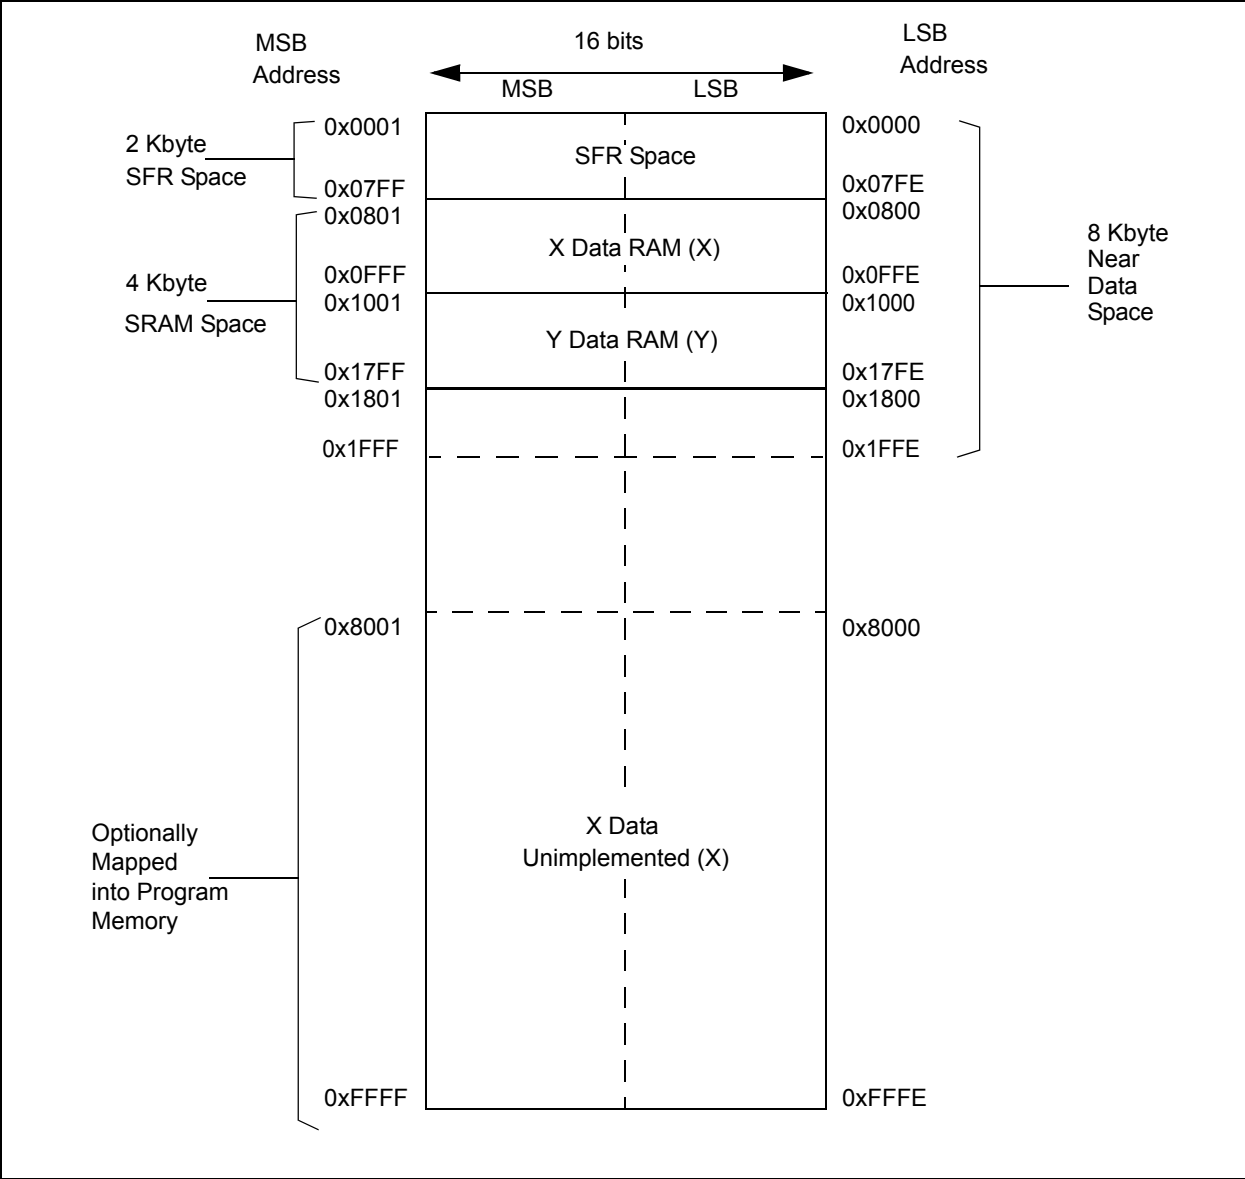 MSB
Address
16 bits
LSB
Address
MSB
LSB
2 Kbyte
SFR Space
0x0001
SFR Space
0x0000
0x07FF
0x07FE
0x0801
0x0800
4 Kbyte
SRAM Space
X Data RAM (X)
0x0FFF
0x0FFE
0x1001
0x1000
8 Kbyte
Near
Data
Space
Y Data RAM (Y)
0x17FF
0x17FE
0x1801
0x1800
0x1FFF
0x1FFE
0x8001
0x8000
Optionally
Mapped
into Program
Memory
X Data
Unimplemented (X)
0xFFFF
0xFFFE